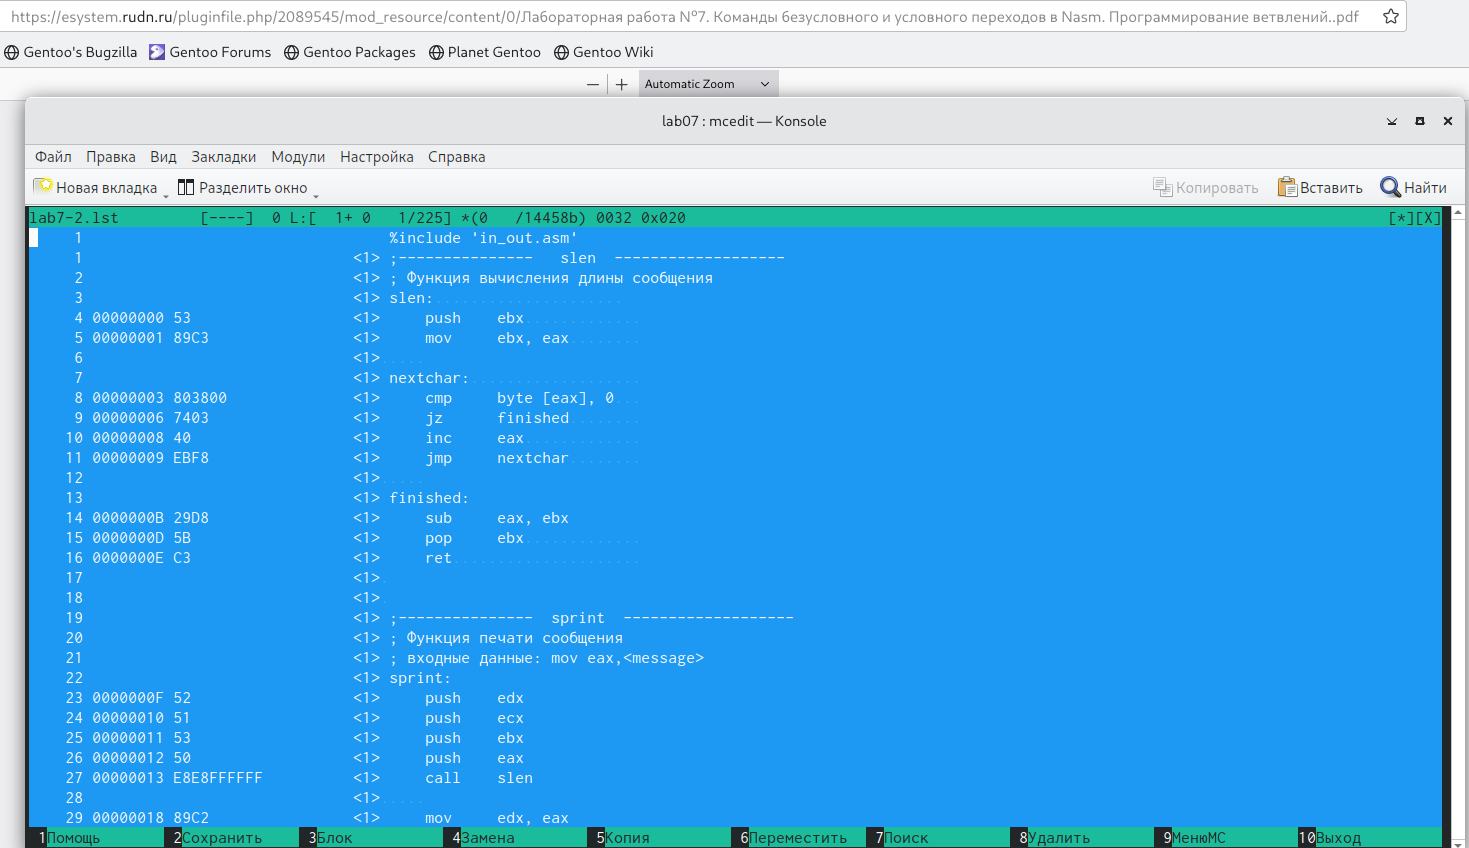 https://esystem.rudn.ru/pluginfile.php/2089545/mod_resource/content/0/Лабораторная работа №7. Команды безусловного и условного переходов в Nasm. Программирование ветвлений..pdf
Gentoo's Bugzilla Gentoo Forums Gentoo Packages Planet Gentoo Gentoo Wiki
— + Automatic Zoom
lab07 : mcedit — Konsole
Файл Правка Вид Закладки Модули Настройка Справка
Новая вкладка Разделить окно Копировать Вставить Найти
lab7-2.lst [----] 0 L:[ 1+ 0 1/225] *(0 /14458b) 0032 0x020 [*][X]
1 %include 'in_out.asm'
1 <1> ;--------------- slen -------------------
2 <1> ; Функция вычисления длины сообщения
3 <1> slen:.....................
4 00000000 53 <1> push ebx.............
5 00000001 89C3 <1> mov ebx, eax........
6 <1>.....
7 <1> nextchar:...................
8 00000003 803800 <1> cmp byte [eax], 0...
9 00000006 7403 <1> jz finished........
10 00000008 40 <1> inc eax.............
11 00000009 EBF8 <1> jmp nextchar........
12 <1>.....
13 <1> finished:
14 0000000B 29D8 <1> sub eax, ebx
15 0000000D 5B <1> pop ebx.............
16 0000000E C3 <1> ret.....................
17 <1>.
18 <1>.
19 <1> ;--------------- sprint -------------------
20 <1> ; Функция печати сообщения
21 <1> ; входные данные: mov eax,<message>
22 <1> sprint:
23 0000000F 52 <1> push edx
24 00000010 51 <1> push ecx
25 00000011 53 <1> push ebx
26 00000012 50 <1> push eax
27 00000013 E8E8FFFFFF <1> call slen
28 <1>.....
29 00000018 89C2 <1> mov edx, eax
1Помощь 2Сохранить 3Блок 4Замена 5Копия 6Переместить 7Поиск 8Удалить 9МенюMC 10Выход